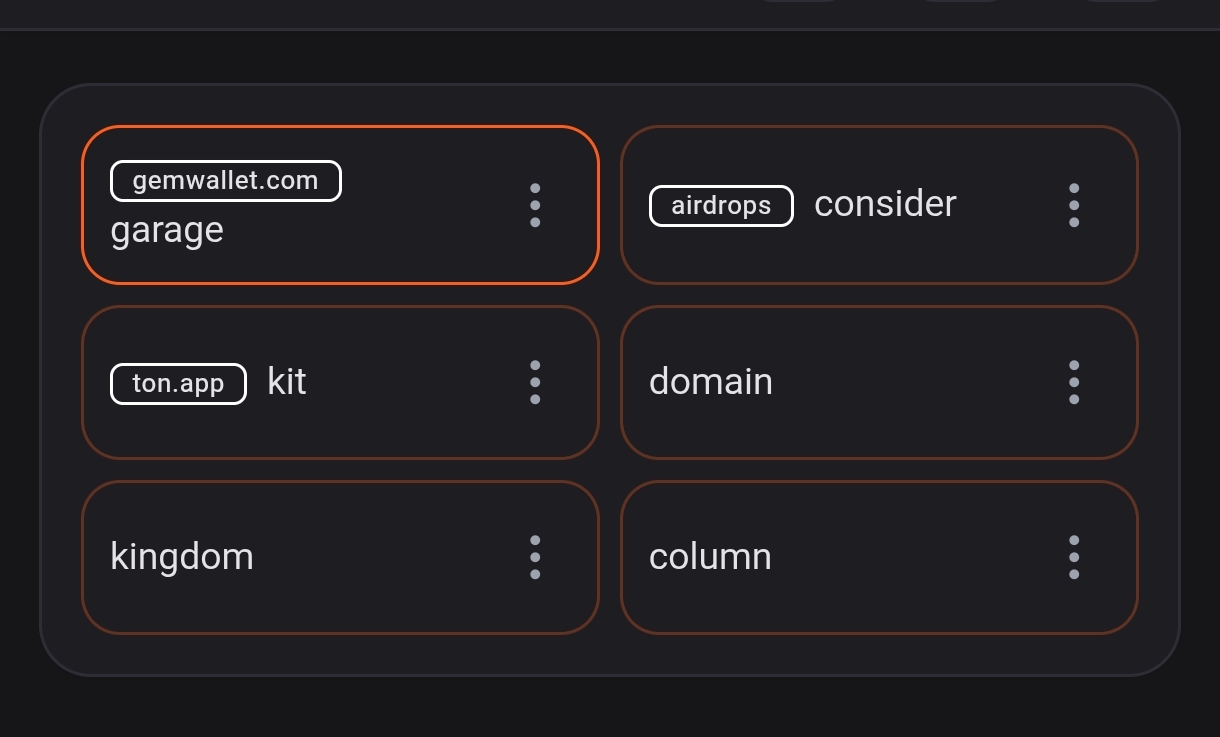 gemwallet.com
garage
airdrops consider
ton.app kit
domain
kingdom
column